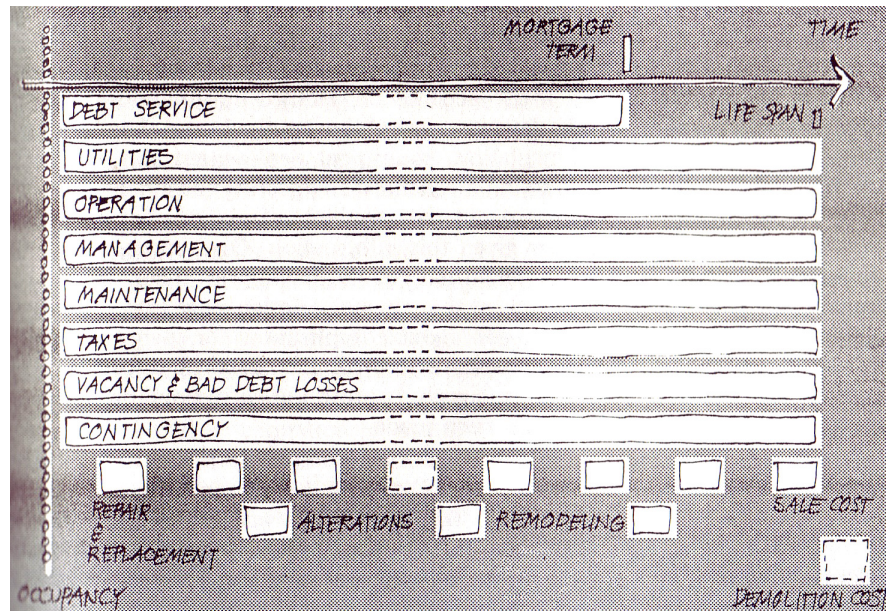 MORTGAGE
TERM
TIME
DEBT SERVICE
LIFE SPAN
UTILITIES
OPERATION
MANAGEMENT
MAINTENANCE
TAXES
VACANCY & BAD DEBT LOSSES
CONTINGENCY
REPAIR
&
REPLACEMENT
ALTERATIONS
REMODELING
SALE COST
OCCUPANCY
DEMOLITION COST